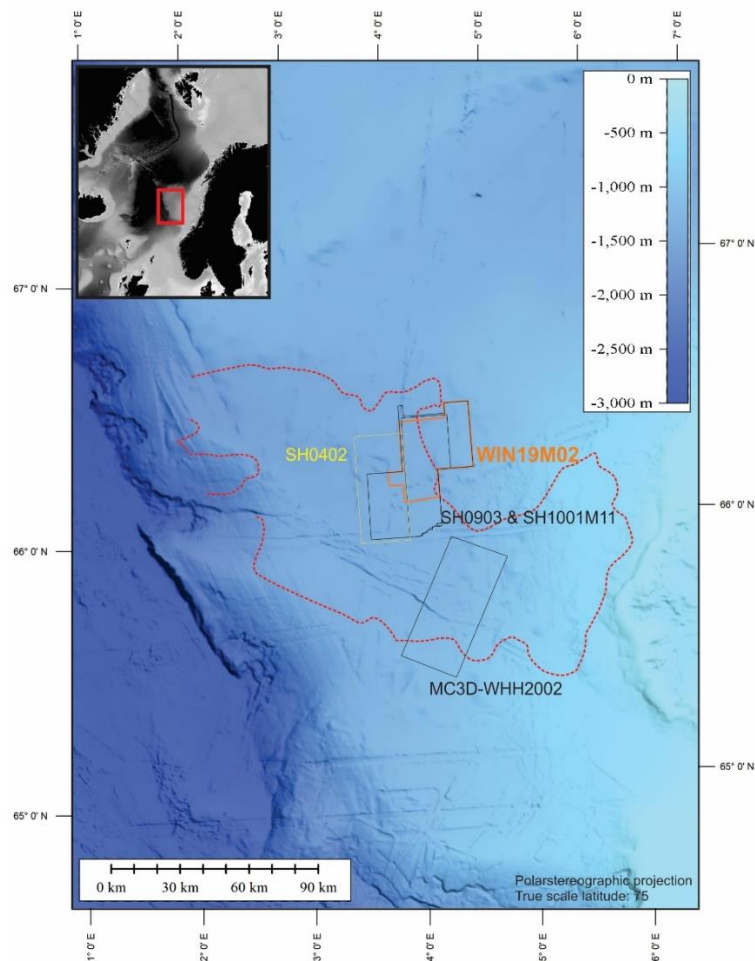 1° 0' E
2° 0' E
3° 0' E
4° 0' E
5° 0' E
6° 0' E
7° 0' E
0 m
-500 m
-1,000 m
-1,500 m
-2,000 m
-2,500 m
-3,000 m
67° 0' N
67° 0' N
SH0402
WIN19M02
66° 0' N
SH0903 & SH1001M11
66° 0' N
MC3D-WHH2002
65° 0' N
65° 0' N
0 km
30 km
60 km
90 km
Polarstereographic projection
True scale latitude: 75
1° 0' E
2° 0' E
3° 0' E
4° 0' E
5° 0' E
6° 0' E